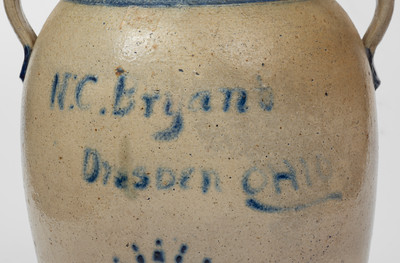 N.C. Bryant
Dresden OHIO